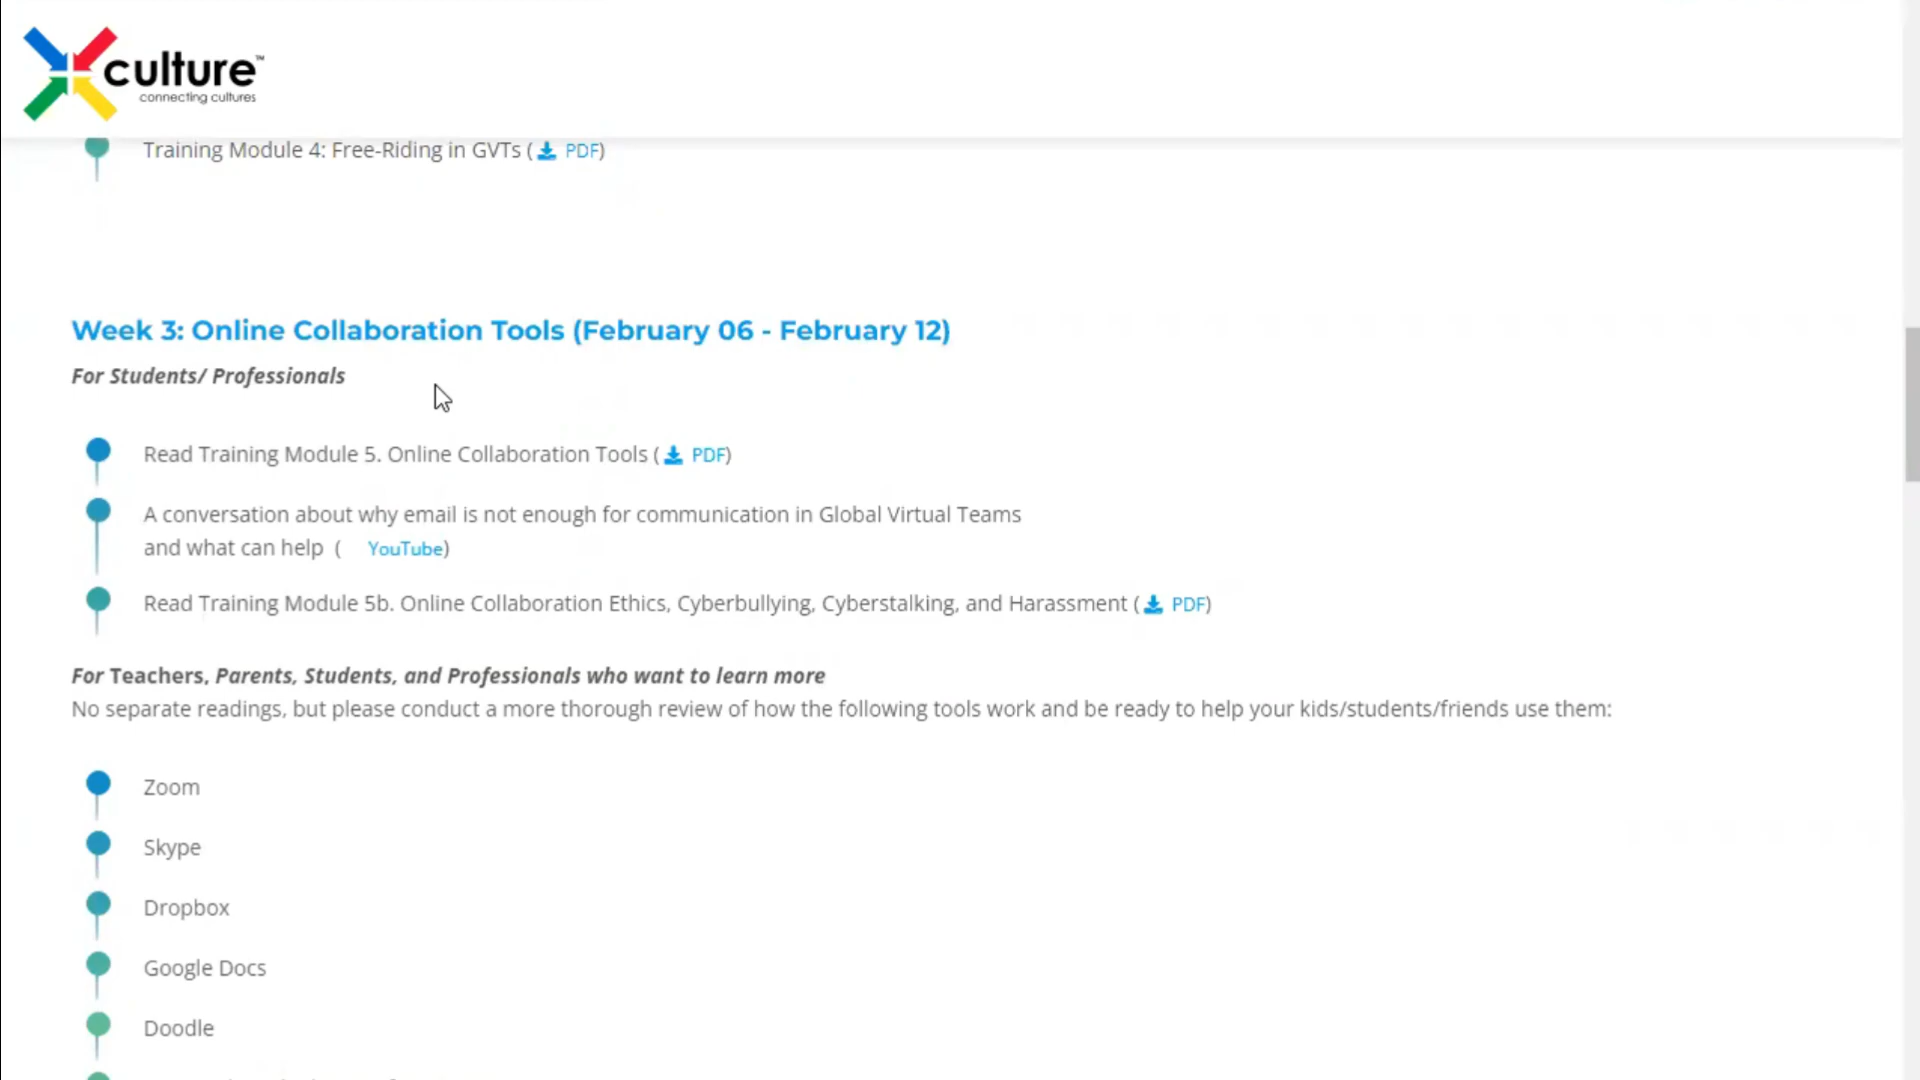 culture™
connecting cultures
Training Module 4: Free-Riding in GVTs ( PDF)
Week 3: Online Collaboration Tools (February 06 - February 12)
For Students/ Professionals
Read Training Module 5. Online Collaboration Tools ( PDF)
A conversation about why email is not enough for communication in Global Virtual Teams
and what can help ( YouTube)
Read Training Module 5b. Online Collaboration Ethics, Cyberbullying, Cyberstalking, and Harassment ( PDF)
For Teachers, Parents, Students, and Professionals who want to learn more
No separate readings, but please conduct a more thorough review of how the following tools work and be ready to help your kids/students/friends use them:
Zoom
Skype
Dropbox
Google Docs
Doodle